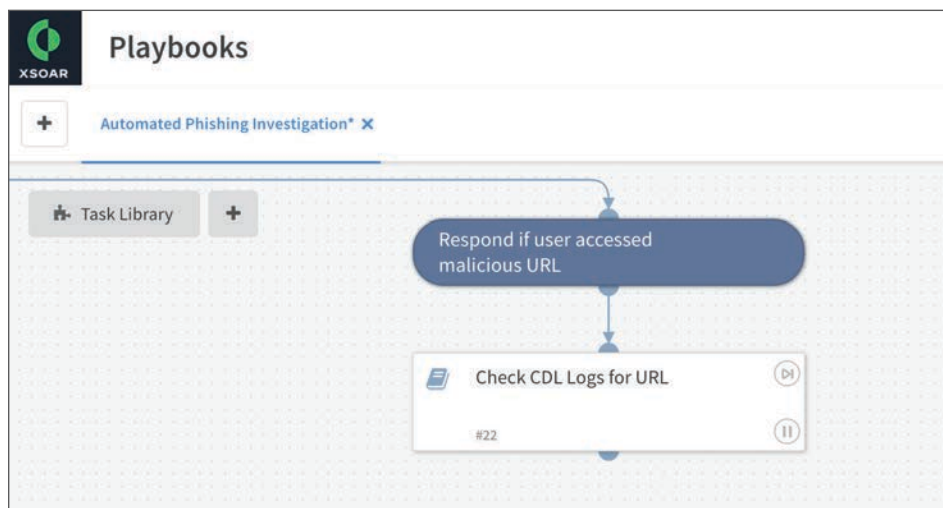 XSOAR
Playbooks
+
Automated Phishing Investigation* ×
Task Library
+
Respond if user accessed
malicious URL
Check CDL Logs for URL
#22